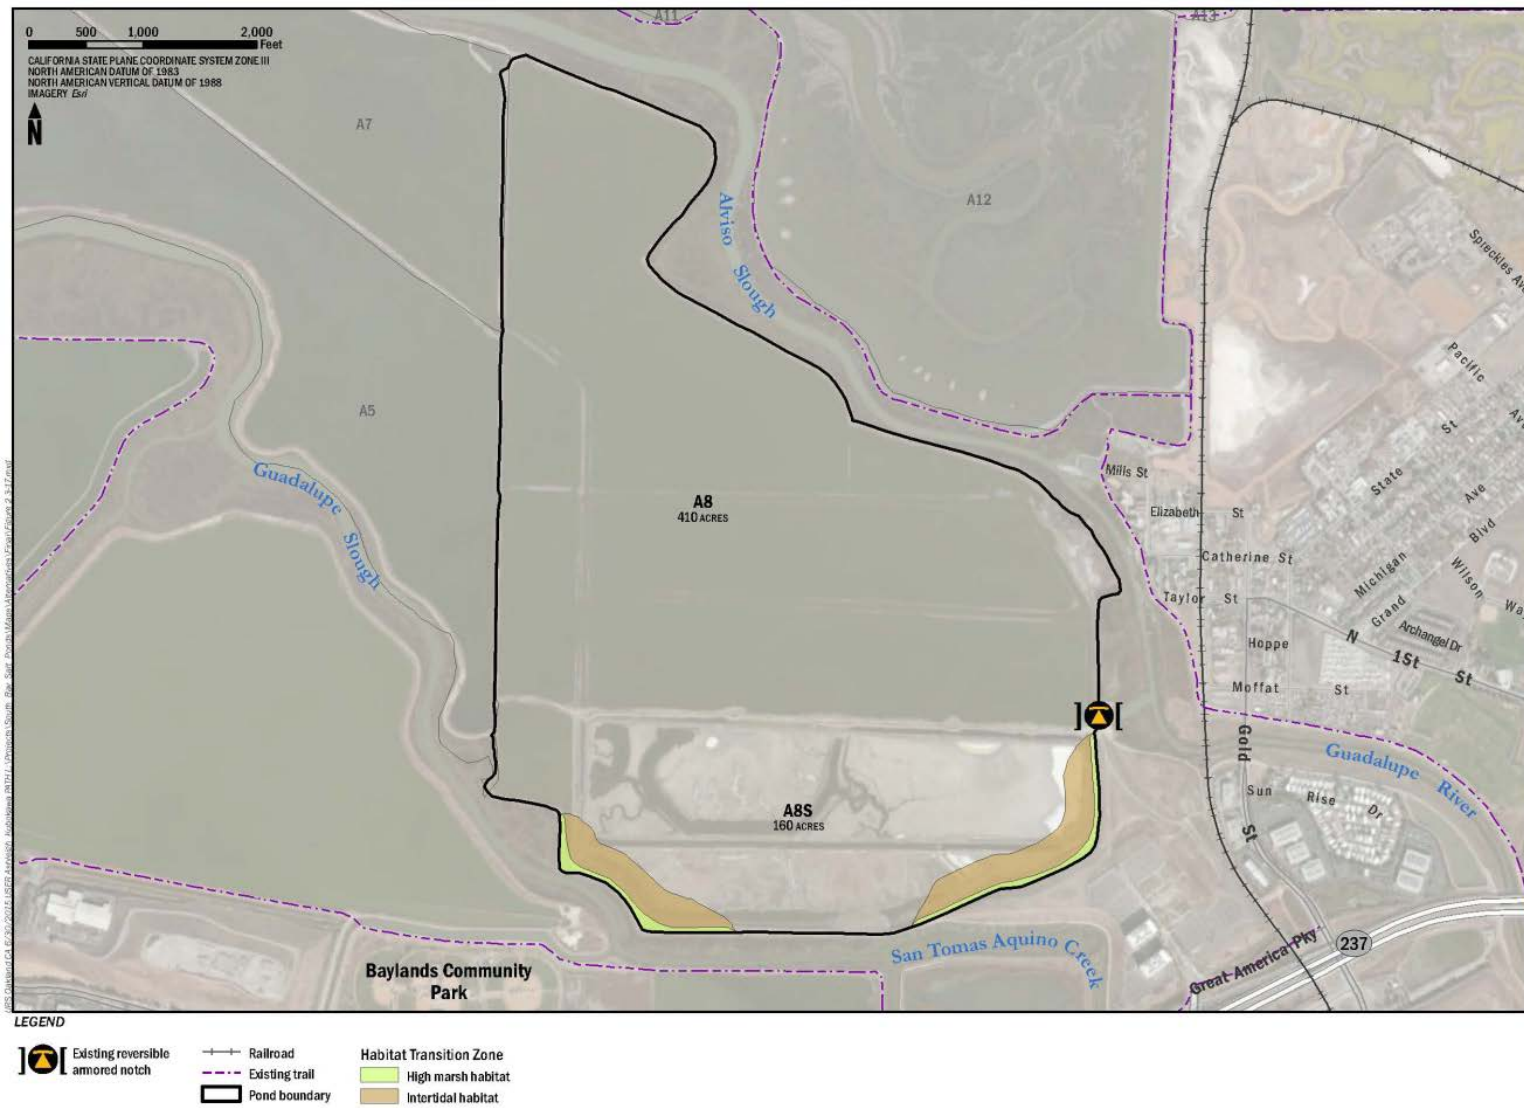 A11
A13
0 500 1,000 2,000
Feet
CALIFORNIA STATE PLANE COORDINATE SYSTEM ZONE III
NORTH AMERICAN DATUM OF 1983
NORTH AMERICAN VERTICAL DATUM OF 1988
IMAGERY Esri
N
A7
A12
Alviso Slough
Spreckles Ave
Pacific Ave
A5
Guadalupe Slough
State St
Mills St
Elizabeth St
Catherine St
Taylor St
Michigan Ave
Grand Blvd
Wilson Wa
Archangel Dr
Hoppe
N 1St St
Moffat St
A8
410 ACRES
Gold St
Guadalupe River
Sun Rise Dr
A8S
160 ACRES
San Tomas Aquino Creek
Great America Pky
237
Baylands Community
Park
LEGEND
Existing reversible
armored notch
Railroad
Existing trail
Pond boundary
Habitat Transition Zone
High marsh habitat
Intertidal habitat